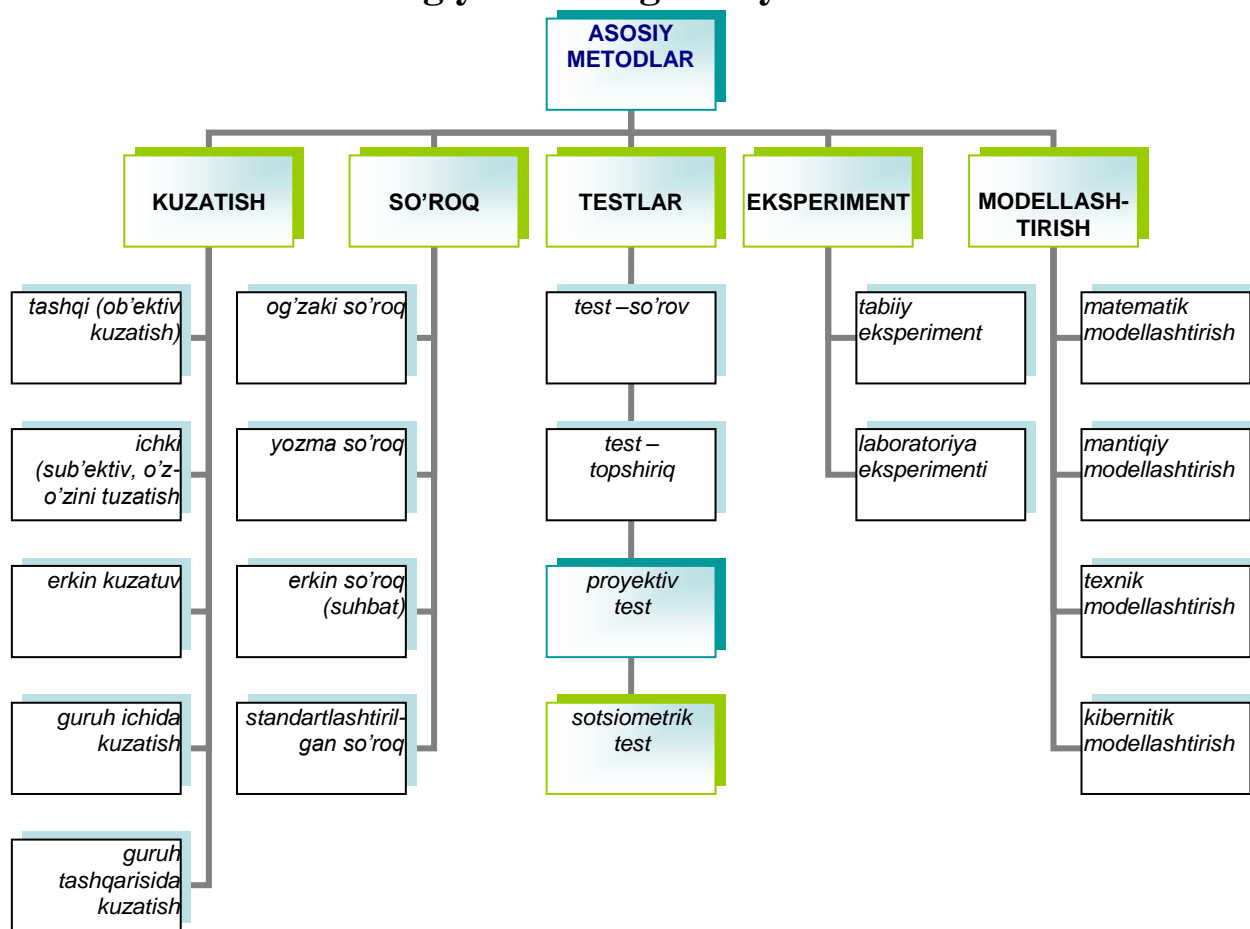 ASOSIY
METODLAR
KUZATISH
SO’ROQ
TESTLAR
EKSPERIMENT
MODELLASH-
TIRISH
tashqi (ob’ektiv
kuzatish)
ichki
(sub’ektiv, o’z-
o’zini tuzatish
erkin kuzatuv
guruh ichida
kuzatish
guruh
tashqarisida
kuzatish
og’zaki so’roq
yozma so’roq
erkin so’roq
(suhbat)
standartlashtiril-
gan so’roq
test –so’rov
test –
topshiriq
proyektiv
test
sotsiometrik
test
tabiiy
eksperiment
laboratoriya
eksperimenti
matematik
modellashtirish
mantiqiy
modellashtirish
texnik
modellashtirish
kibernitik
modellashtirish